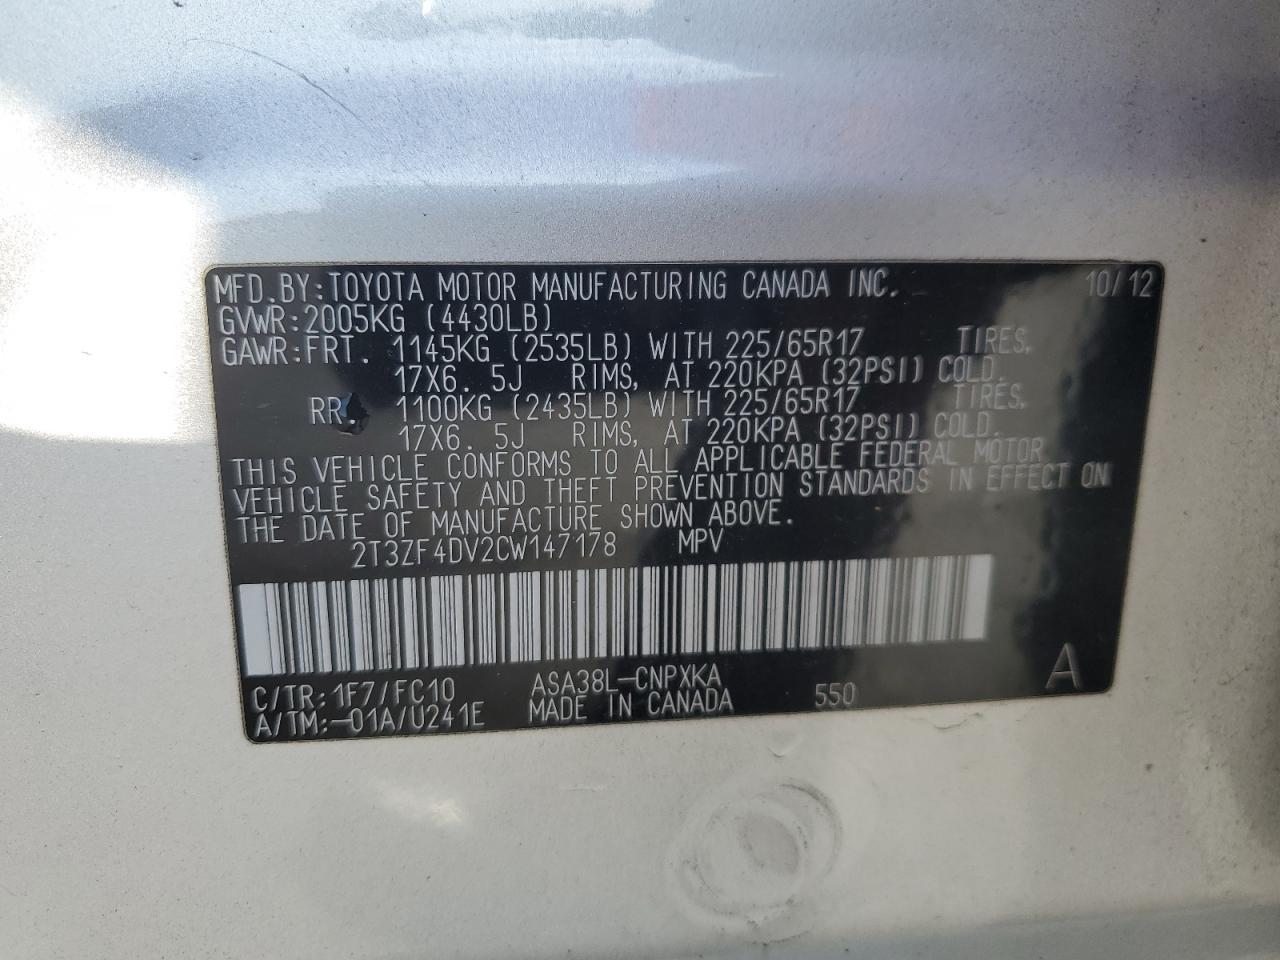 MFD.BY:TOYOTA MOTOR MANUFACTURING CANADA INC. 10/12
GVWR:2005KG (4430LB)
GAWR:FRT. 1145KG (2535LB) WITH 225/65R17 TIRES,
17X6. 5J RIMS, AT 220KPA (32PSI) COLD.
RR. 1100KG (2435LB) WITH 225/65R17 TIRES,
17X6. 5J RIMS, AT 220KPA (32PSI) COLD.
THIS VEHICLE CONFORMS TO ALL APPLICABLE FEDERAL MOTOR
VEHICLE SAFETY AND THEFT PREVENTION STANDARDS IN EFFECT ON
THE DATE OF MANUFACTURE SHOWN ABOVE.
2T3ZF4DV2CW147178 MPV
C/TR:1F7/FC10 ASA38L-CNPXKA A
A/TM:-01A/U241E MADE IN CANADA 550